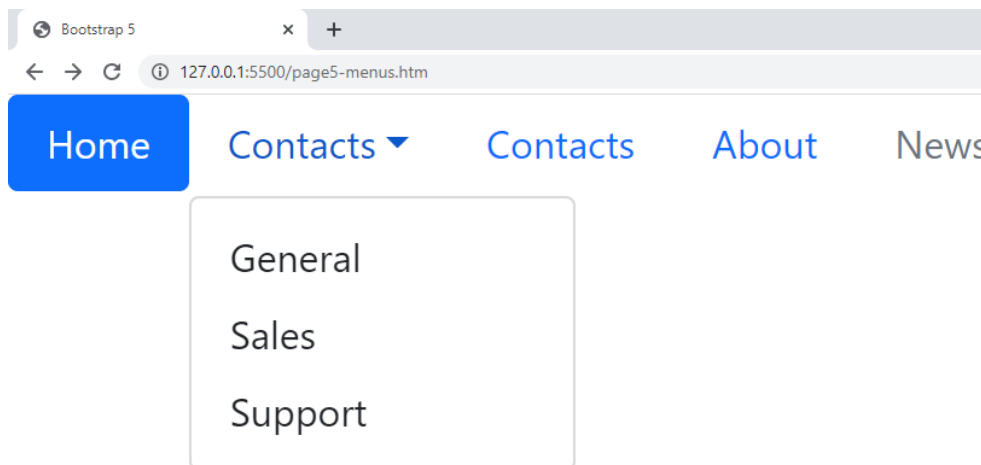 Bootstrap 5
127.0.0.1:5500/page5-menus.htm
Home Contacts Contacts About News
General
Sales
Support